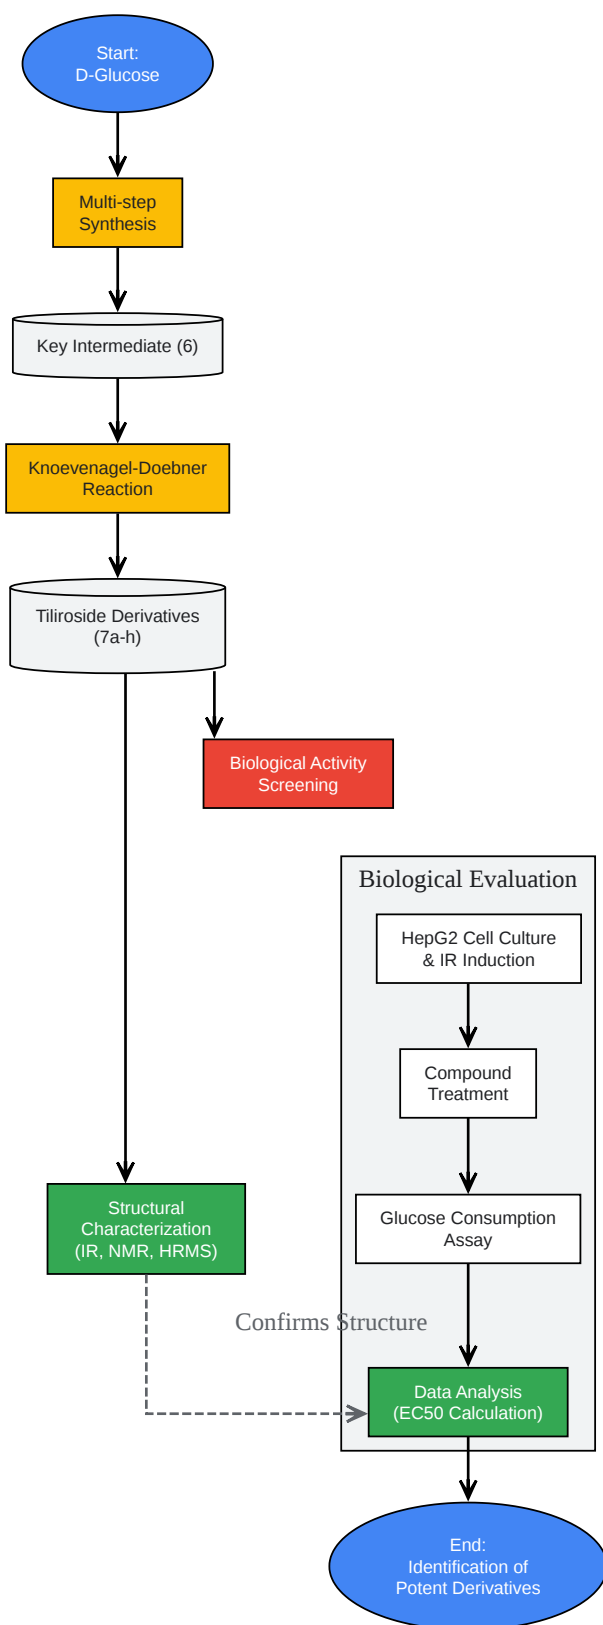 Start:
D-Glucose
Multi-step
Synthesis
Key Intermediate (6)
Knoevenagel-Doebner
Reaction
Tiliroside Derivatives
(7a-h)
Biological Activity
Screening
Biological Evaluation
HepG2 Cell Culture
& IR Induction
Compound
Treatment
Glucose Consumption
Assay
Structural
Characterization
(IR, NMR, HRMS)
Confirms Structure
Data Analysis
(EC50 Calculation)
End:
Identification of
Potent Derivatives